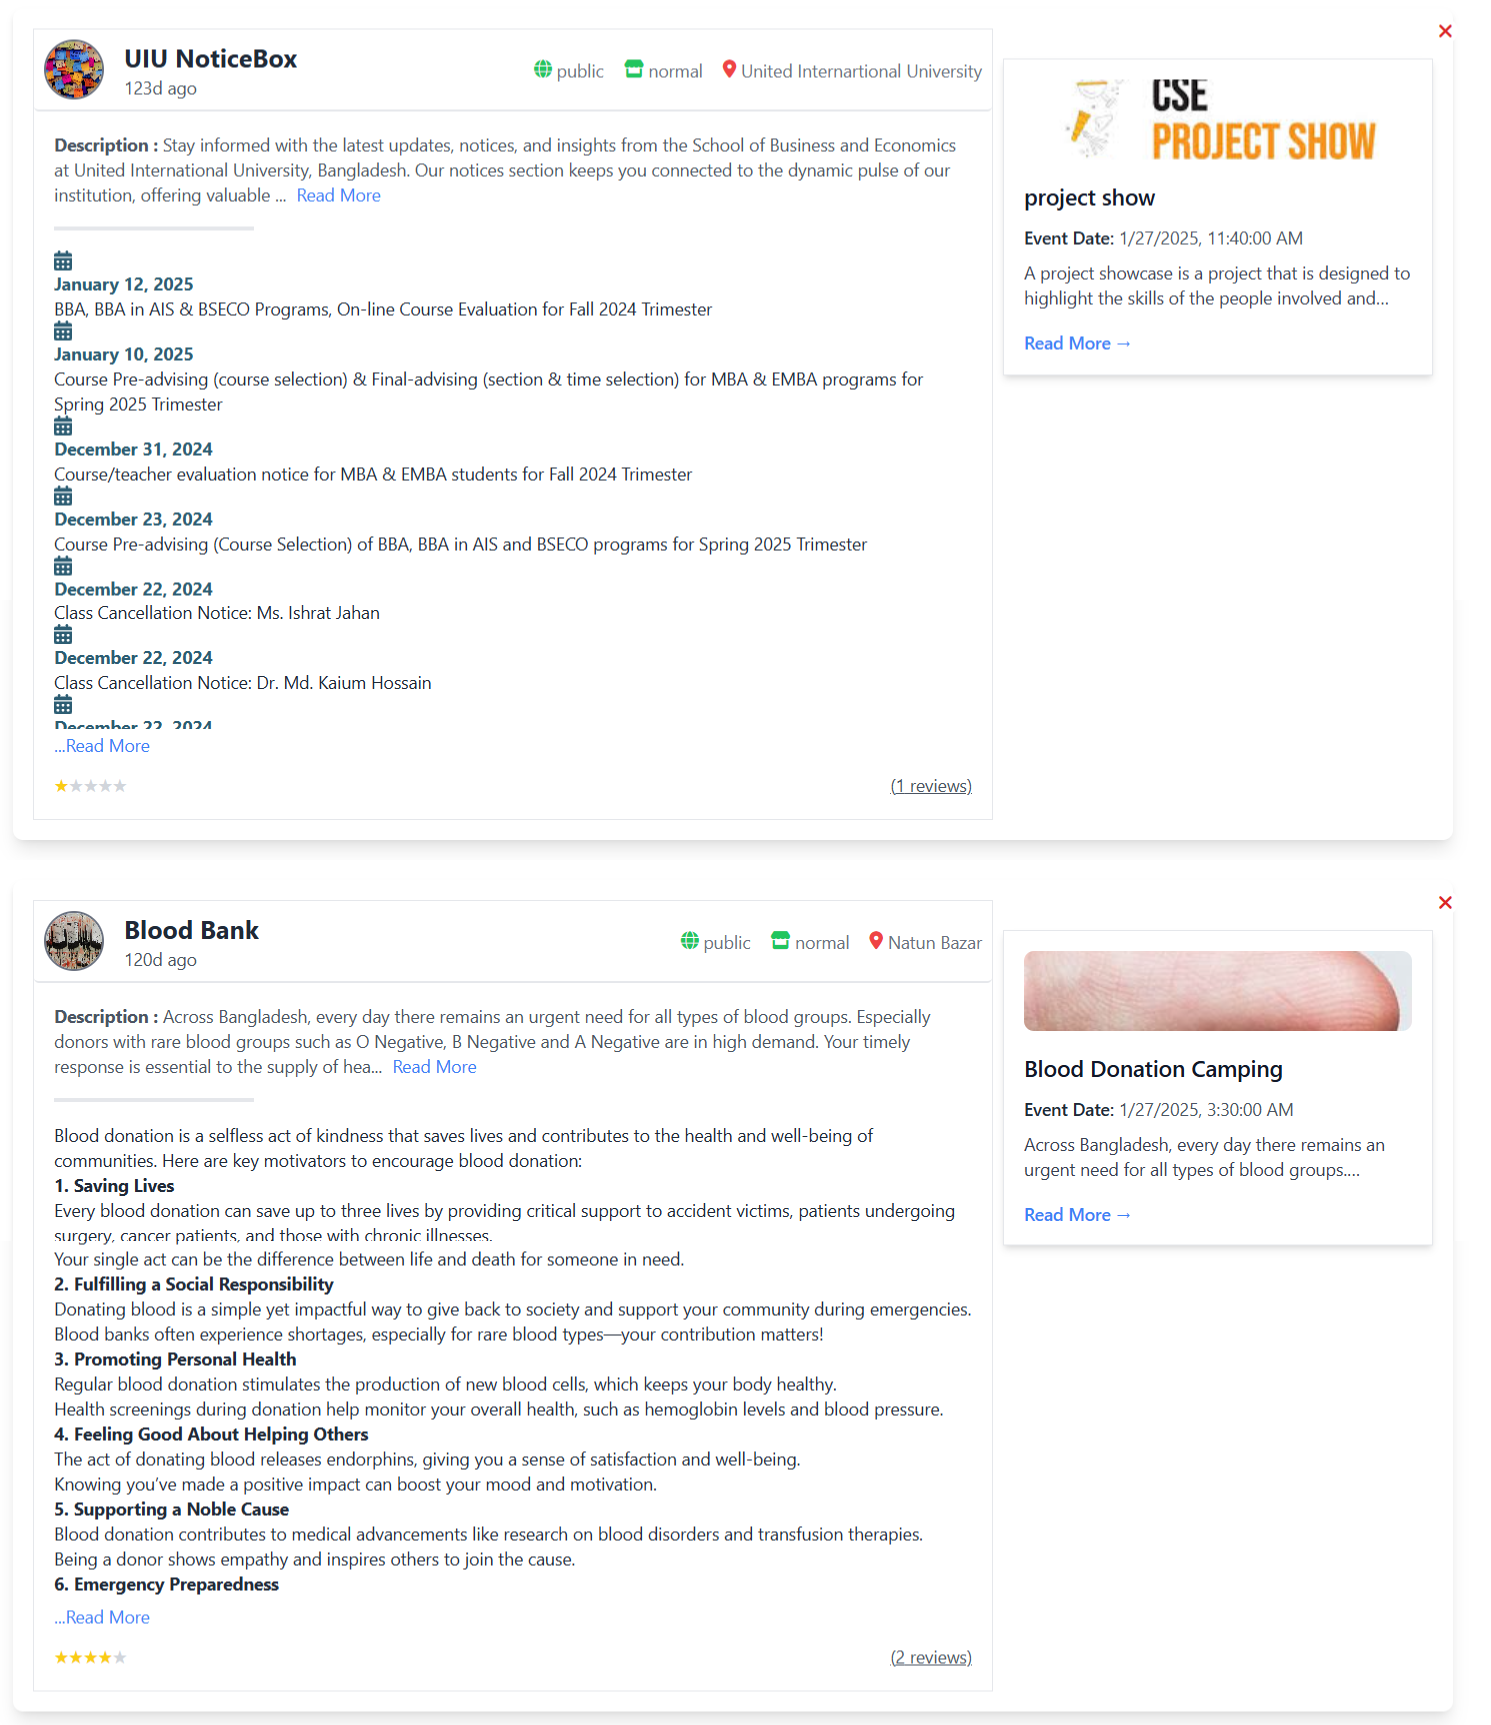 UIU NoticeBox
123d ago
public normal United Internartional University
Description : Stay informed with the latest updates, notices, and insights from the School of Business and Economics
at United International University, Bangladesh. Our notices section keeps you connected to the dynamic pulse of our
institution, offering valuable ... Read More
January 12, 2025
BBA, BBA in AIS & BSECO Programs, On-line Course Evaluation for Fall 2024 Trimester
January 10, 2025
Course Pre-advising (course selection) & Final-advising (section & time selection) for MBA & EMBA programs for
Spring 2025 Trimester
December 31, 2024
Course/teacher evaluation notice for MBA & EMBA students for Fall 2024 Trimester
December 23, 2024
Course Pre-advising (Course Selection) of BBA, BBA in AIS and BSECO programs for Spring 2025 Trimester
December 22, 2024
Class Cancellation Notice: Ms. Ishrat Jahan
December 22, 2024
Class Cancellation Notice: Dr. Md. Kaium Hossain
December 22, 2024
...Read More
(1 reviews)
CSE
PROJECT SHOW
project show
Event Date: 1/27/2025, 11:40:00 AM
A project showcase is a project that is designed to
highlight the skills of the people involved and...
Read More →
Blood Bank
120d ago
public normal Natun Bazar
Description : Across Bangladesh, every day there remains an urgent need for all types of blood groups. Especially
donors with rare blood groups such as O Negative, B Negative and A Negative are in high demand. Your timely
response is essential to the supply of hea... Read More
Blood donation is a selfless act of kindness that saves lives and contributes to the health and well-being of
communities. Here are key motivators to encourage blood donation:
1. Saving Lives
Every blood donation can save up to three lives by providing critical support to accident victims, patients undergoing
surgery, cancer patients, and those with chronic illnesses.
Your single act can be the difference between life and death for someone in need.
2. Fulfilling a Social Responsibility
Donating blood is a simple yet impactful way to give back to society and support your community during emergencies.
Blood banks often experience shortages, especially for rare blood types—your contribution matters!
3. Promoting Personal Health
Regular blood donation stimulates the production of new blood cells, which keeps your body healthy.
Health screenings during donation help monitor your overall health, such as hemoglobin levels and blood pressure.
4. Feeling Good About Helping Others
The act of donating blood releases endorphins, giving you a sense of satisfaction and well-being.
Knowing you’ve made a positive impact can boost your mood and motivation.
5. Supporting a Noble Cause
Blood donation contributes to medical advancements like research on blood disorders and transfusion therapies.
Being a donor shows empathy and inspires others to join the cause.
6. Emergency Preparedness
...Read More
(2 reviews)
Blood Donation Camping
Event Date: 1/27/2025, 3:30:00 AM
Across Bangladesh, every day there remains an
urgent need for all types of blood groups....
Read More →